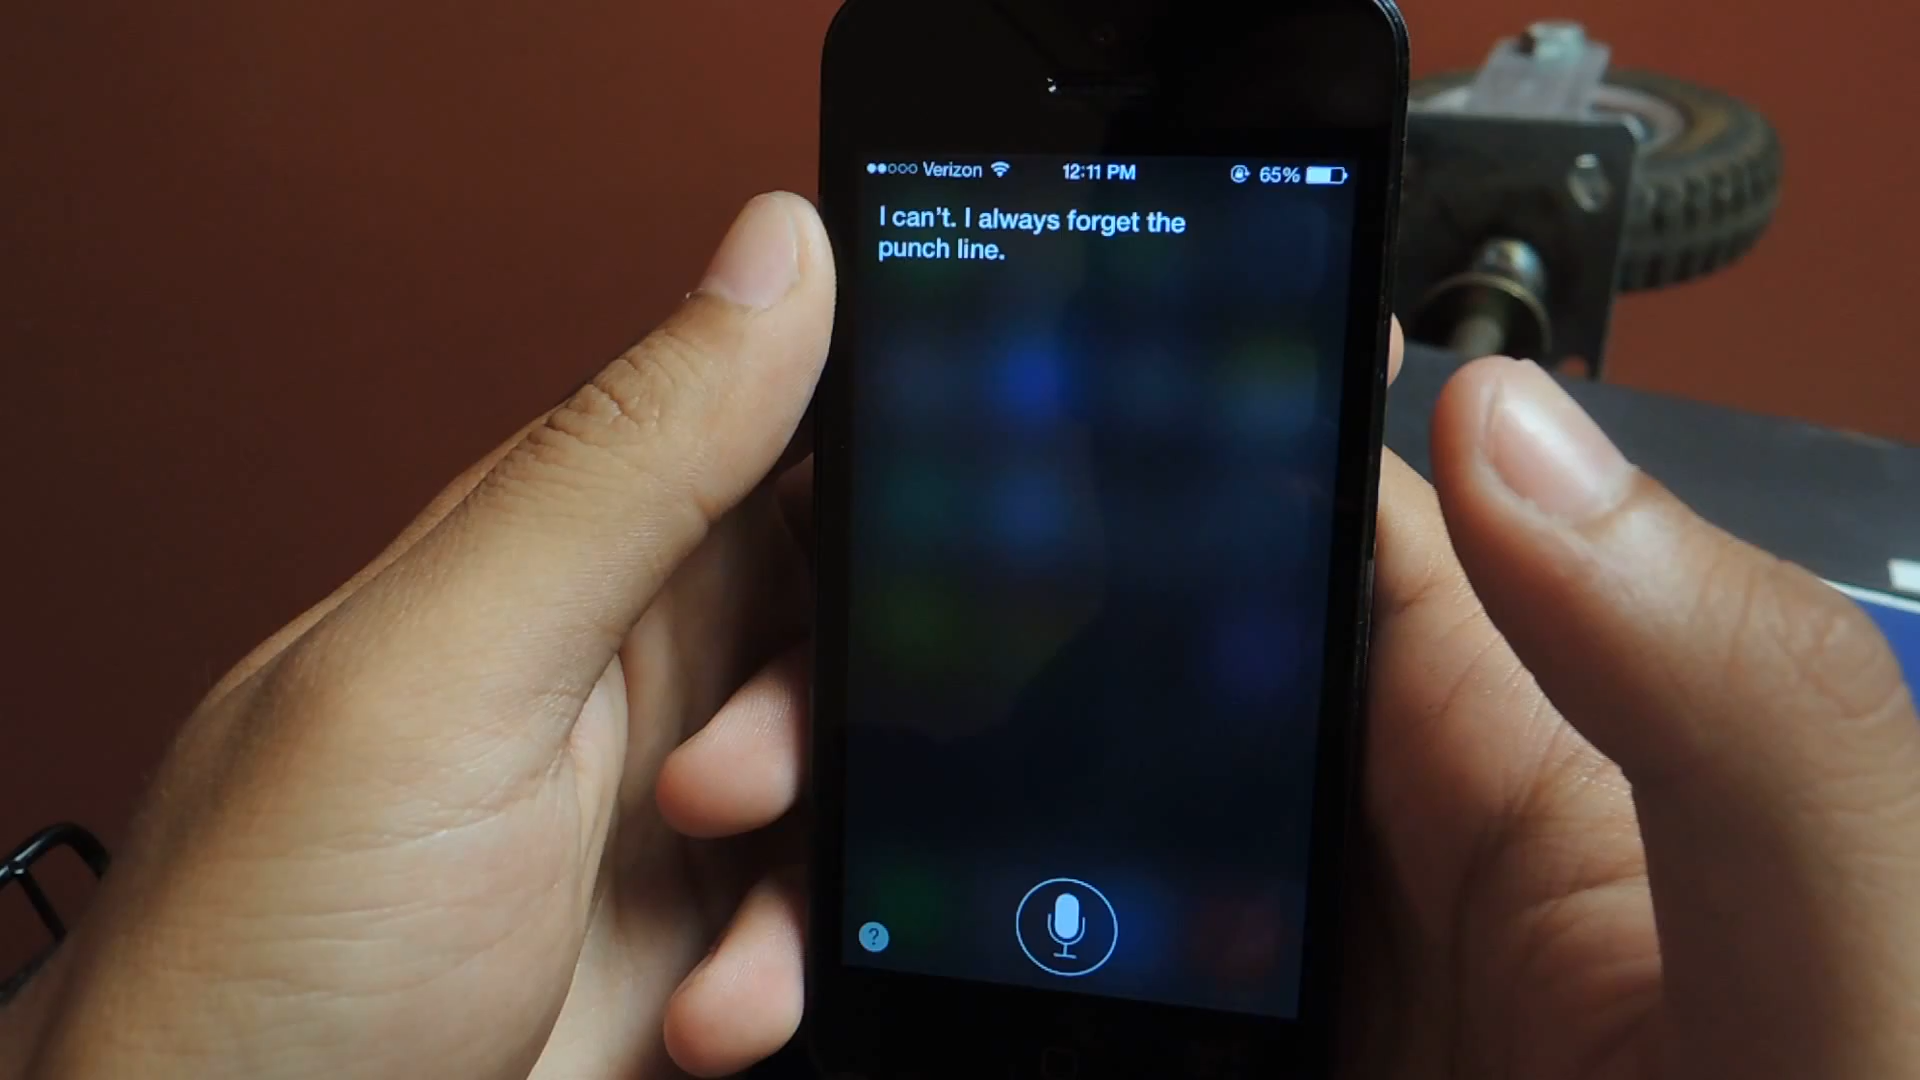 Verizon 12:11 PM 65%
I can't. I always forget the
punch line.
?